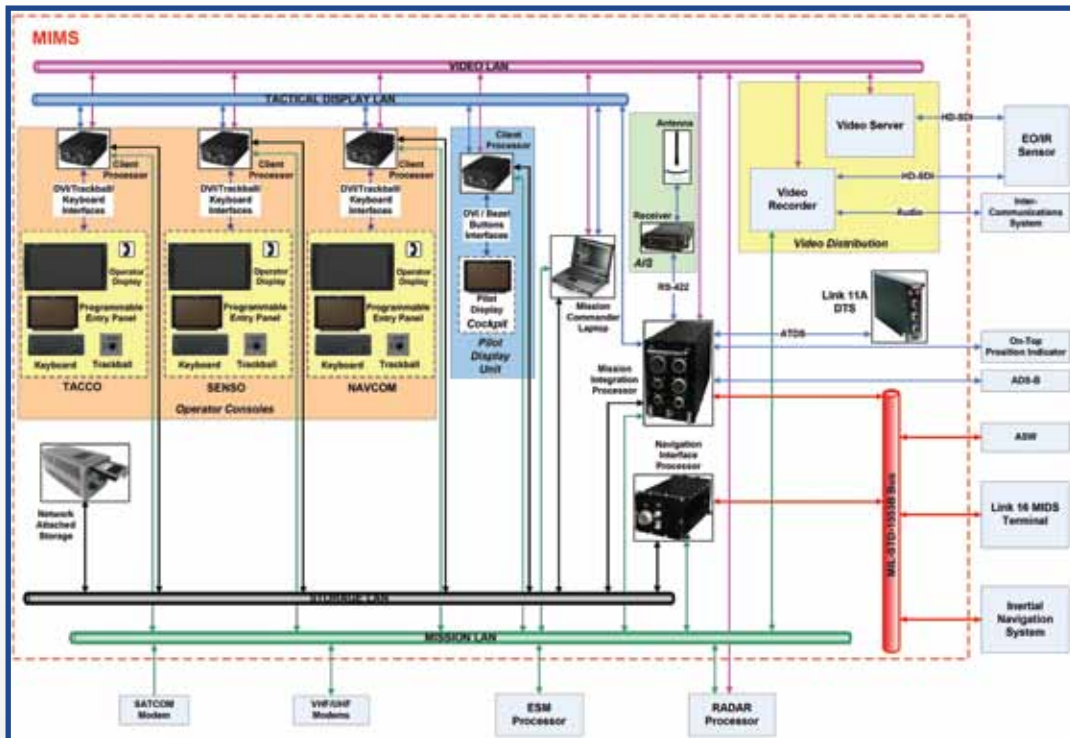 MIMS
VIDEO LAN
TACTICAL DISPLAY LAN
Client
Processor
DVI/Trackball/
Keyboard
Interfaces
Operator
Display
Programmable
Entry Panel
Keyboard
Trackball
TACCO
Client
Processor
DVI/Trackball/
Keyboard
Interfaces
Operator
Display
Programmable
Entry Panel
Keyboard
Trackball
SENSO
Client
Processor
DVI/Trackball/
Keyboard
Interfaces
Operator
Display
Programmable
Entry Panel
Keyboard
Trackball
NAVCOM
Operator Consoles
Client
Processor
DVI / Bezel
Buttons
Interfaces
Pilot
Display
Cockpit
Pilot
Display
Unit
Mission
Commander
Laptop
Antenna
Receiver
AIS
RS-422
Video Server
Video
Recorder
Video Distribution
HD-SDI
HD-SDI
Audio
EO/IR
Sensor
Inter-
Communications
System
Link 11A
DTS
ATDS
On-Top
Position Indicator
ADS-B
Mission
Integration
Processor
Navigation
Interface
Processor
MIL-STD-1553B Bus
ASW
Link 16 MIDS
Terminal
Inertial
Navigation
System
Network
Attached
Storage
STORAGE LAN
MISSION LAN
SATCOM
Modem
VHF/UHF
Modems
ESM
Processor
RADAR
Processor